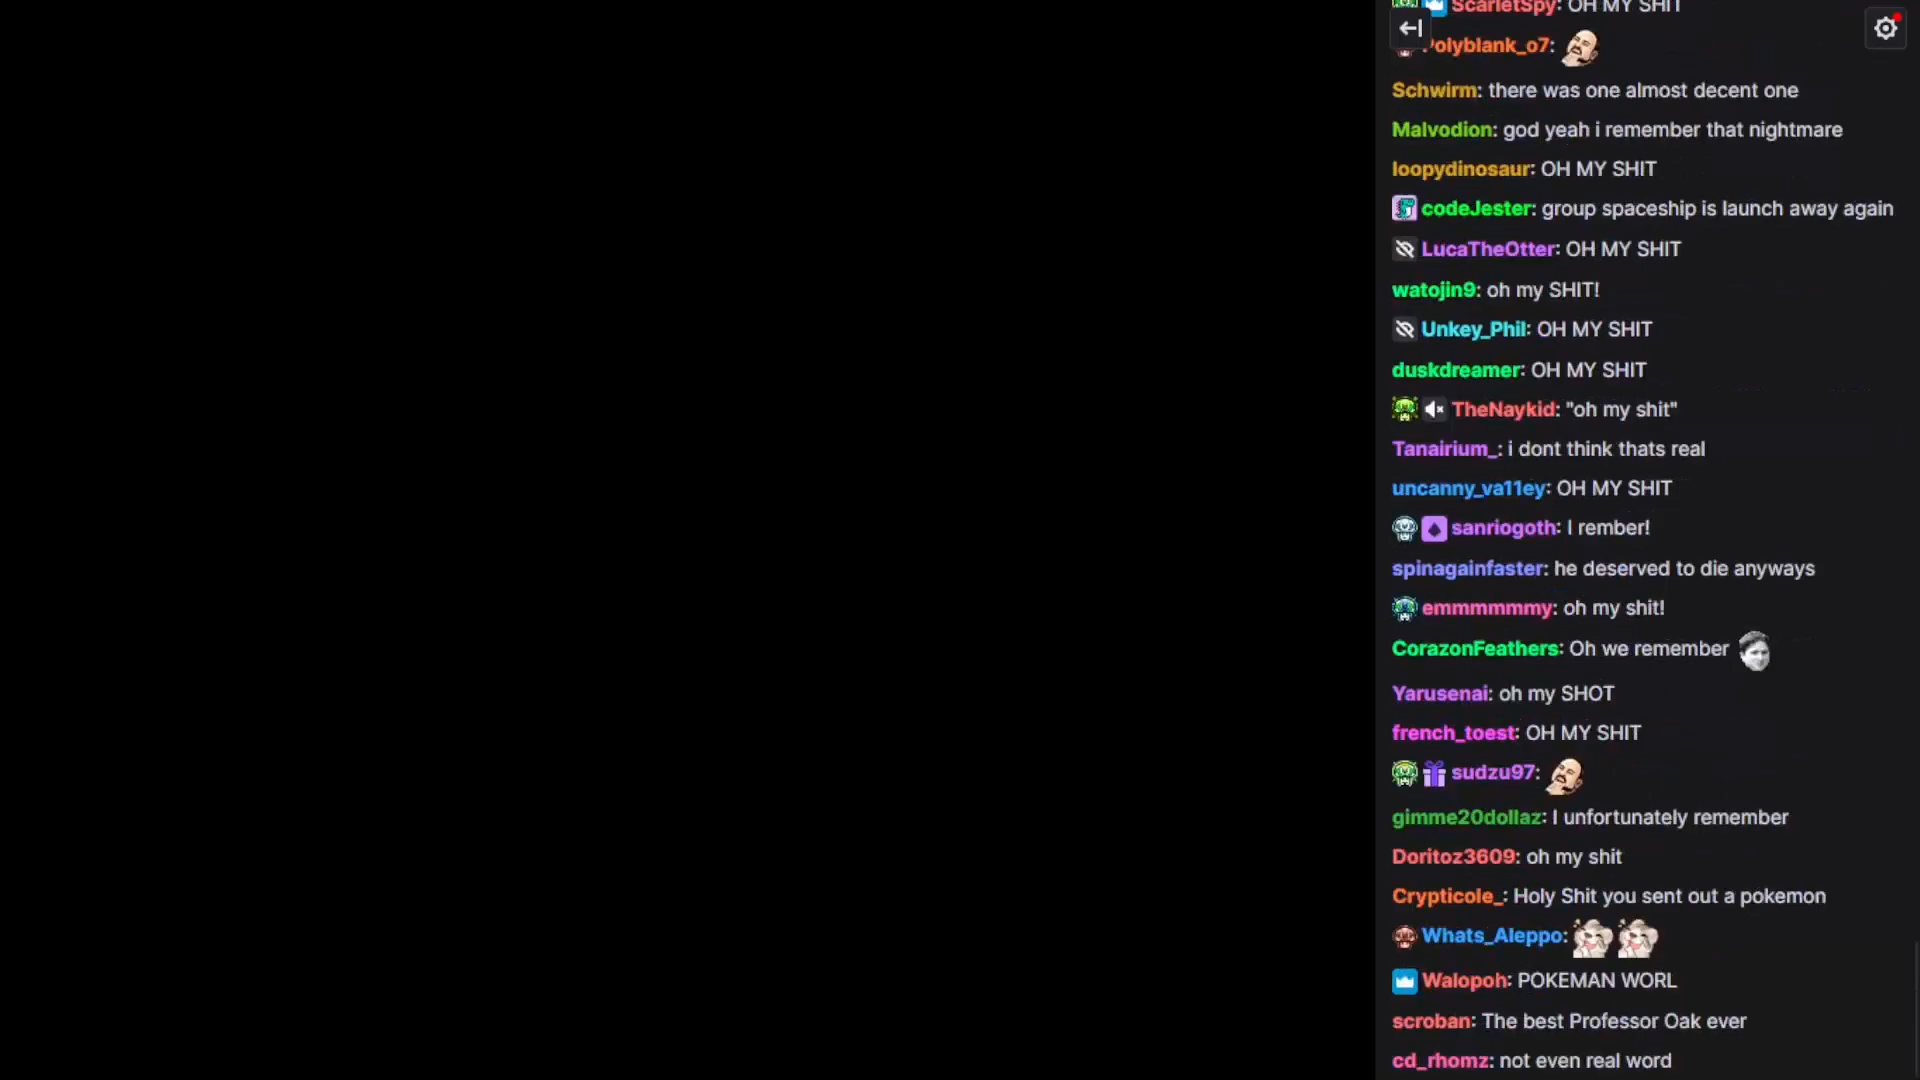 ScarletSpy: OH MY SHIT
Polyblank_o7:
Schwirm: there was one almost decent one
Malvodion: god yeah i remember that nightmare
loopydinosaur: OH MY SHIT
codeJester: group spaceship is launch away again
LucaTheOtter: OH MY SHIT
watojin9: oh my SHIT!
Unkey_Phil: OH MY SHIT
duskdreamer: OH MY SHIT
TheNaykid: "oh my shit"
Tanairium_: i dont think thats real
uncanny_va11ey: OH MY SHIT
sanriogoth: I rember!
spinagainfaster: he deserved to die anyways
emmmmmmy: oh my shit!
CorazonFeathers: Oh we remember
Yarusenai: oh my SHOT
french_toest: OH MY SHIT
sudzu97:
gimme20dollaz: I unfortunately remember
Doritoz3609: oh my shit
Crypticole_: Holy Shit you sent out a pokemon
Whats_Aleppo:
Walopoh: POKEMAN WORL
scroban: The best Professor Oak ever
cd_rhomz: not even real word